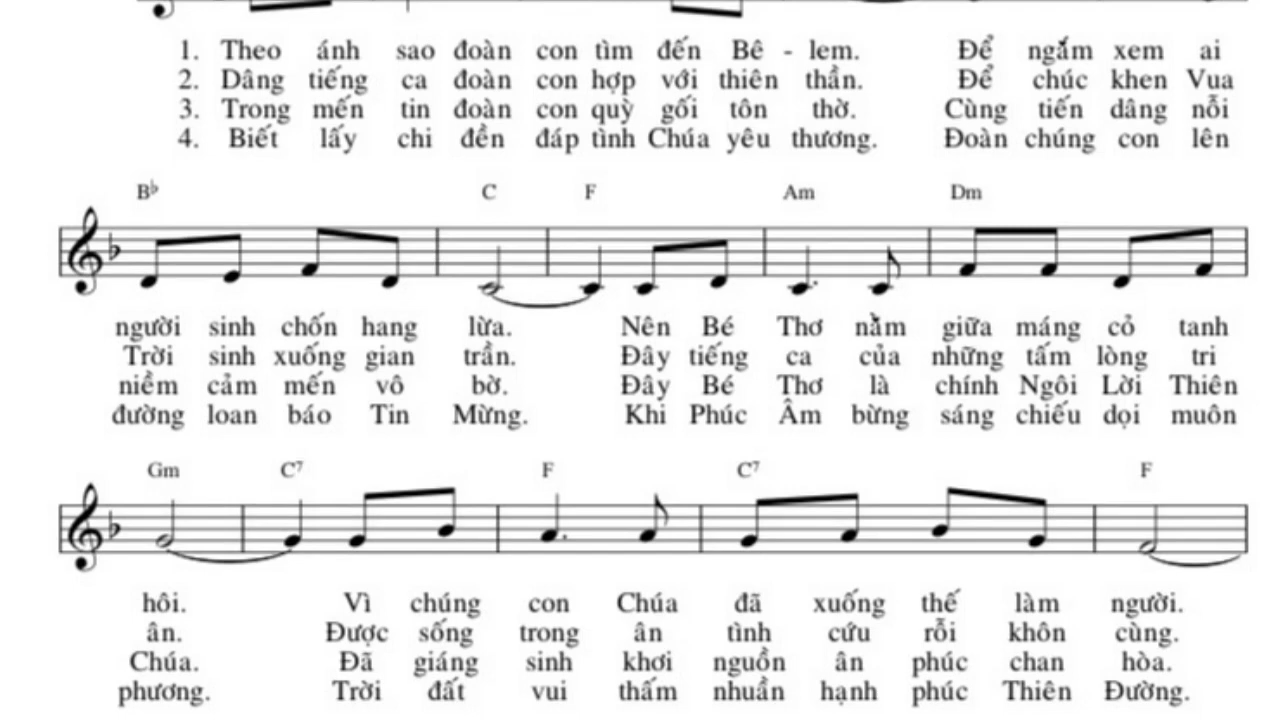 1. Theo ánh sao đoàn con tìm đến Bê - lem. Để ngắm xem ai
2. Dâng tiếng ca đoàn con hợp với thiên thần. Để chúc khen Vua
3. Trong mến tin đoàn con quỳ gối tôn thờ. Cùng tiến dâng nỗi
4. Biết lấy chi đền đáp tình Chúa yêu thương. Đoàn chúng con lên
B♭ C F Am Dm
người sinh chốn hang lừa. Nên Bé Thơ nằm giữa máng cỏ tanh
Trời sinh xuống gian trần. Đây tiếng ca của những tấm lòng tri
niềm cảm mến vô bờ. Đây Bé Thơ là chính Ngôi Lời Thiên
đường loan báo Tin Mừng. Khi Phúc Âm bừng sáng chiếu dọi muôn
Gm C7 F C7 F
hôi. Vì chúng con Chúa đã xuống thế làm người.
ân. Được sống trong ân tình cứu rỗi khôn cùng.
Chúa. Đã giáng sinh khơi nguồn ân phúc chan hòa.
phương. Trời đất vui thấm nhuần hạnh phúc Thiên Đường.